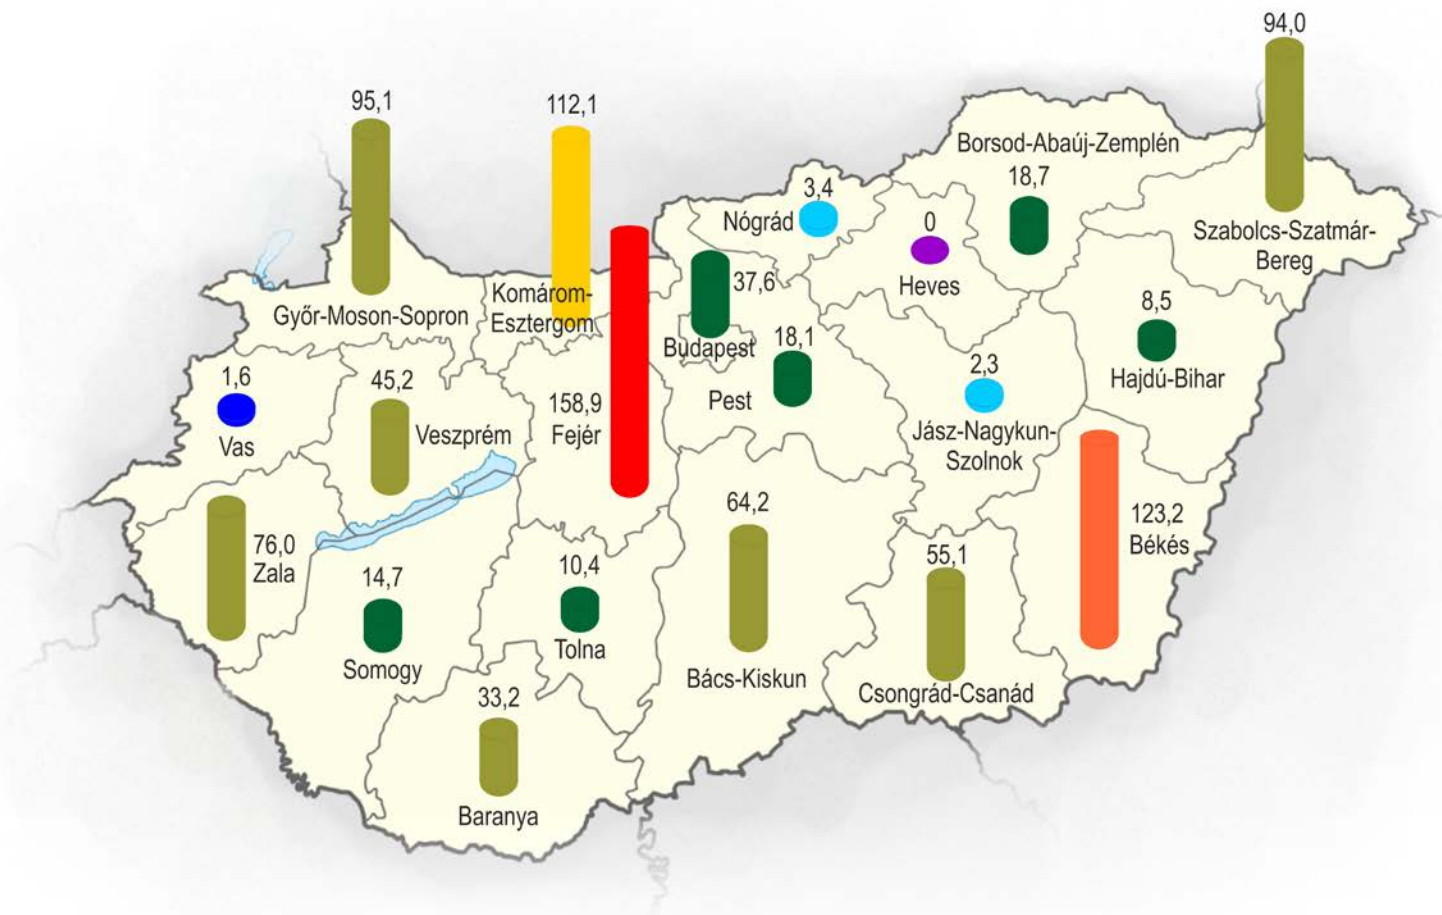 94,0
95,1
112,1
Borsod-Abaúj-Zemplén
18,7
3,4
Nógrád
0
Heves
Szabolcs-Szatmár-
Bereg
Komárom-
Esztergom
37,6
Győr-Moson-Sopron
8,5
Hajdú-Bihar
Budapest
18,1
Pest
1,6
Vas
45,2
Veszprém
158,9
Fejér
2,3
Jász-Nagykun-
Szolnok
64,2
123,2
Békés
76,0
Zala
14,7
Somogy
10,4
Tolna
55,1
Bács-Kiskun
Csongrád-Csanád
33,2
Baranya